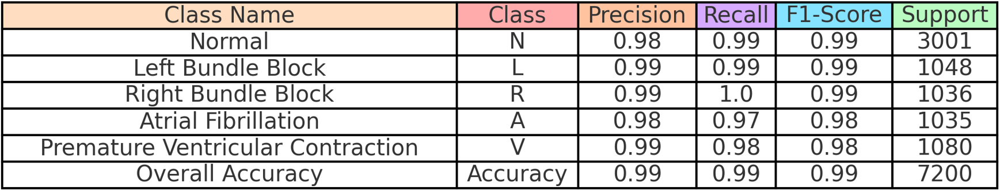 Class Name Class Precision Recall F1-Score Support
Normal N 0.98 0.99 0.99 3001
Left Bundle Block L 0.99 0.99 0.99 1048
Right Bundle Block R 0.99 1.0 0.99 1036
Atrial Fibrillation A 0.98 0.97 0.98 1035
Premature Ventricular Contraction V 0.99 0.98 0.98 1080
Overall Accuracy Accuracy 0.99 0.99 0.99 7200